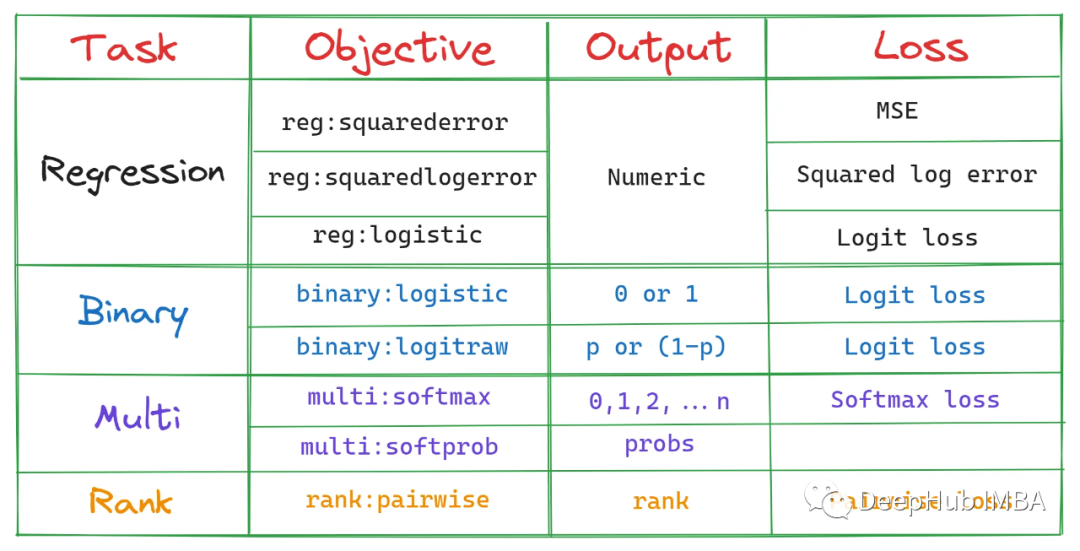 Task Objective Output Loss
reg:squarederror MSE
Regression reg:squaredlogerror Numeric Squared log error
reg:logistic Logit loss
Binary binary:logistic 0 or 1 Logit loss
binary:logitraw p or (1-p) Logit loss
Multi multi:softmax 0,1,2, ...n Softmax loss
multi:softprob probs
Rank rank:pairwise rank pairwise loss
DeepHub IMBA